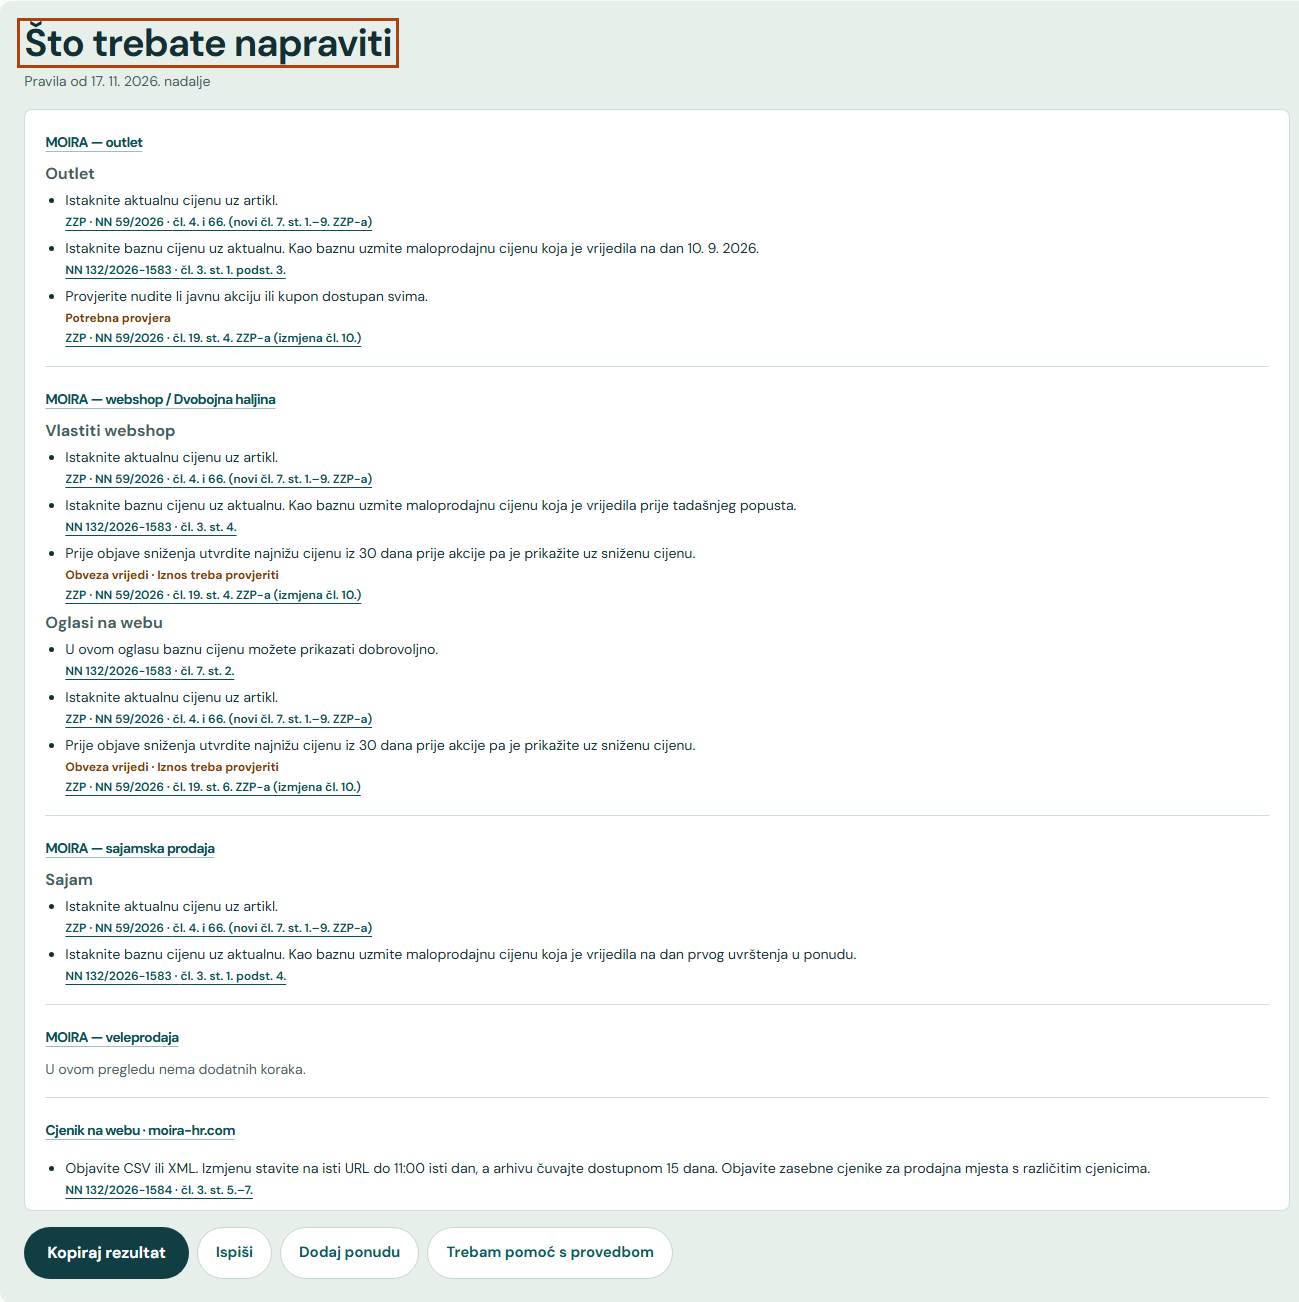 Što trebate napraviti
Pravila od 17. 11. 2026. nadalje
MOIRA — outlet
Outlet
• Istaknite aktualnu cijenu uz artikl.
ZZP · NN 59/2026 · čl. 4. i 66. (novi čl. 7. st. 1.–9. ZZP-a)
• Istaknite baznu cijenu uz aktualnu. Kao baznu uzmite maloprodajnu cijenu koja je vrijedila na dan 10. 9. 2026.
NN 132/2026-1583 · čl. 3. st. 1. podst. 3.
• Provjerite nudite li javnu akciju ili kupon dostupan svima.
Potrebna provjera
ZZP · NN 59/2026 · čl. 19. st. 4. ZZP-a (izmjena čl. 10.)
MOIRA — webshop / Dvobojna haljina
Vlastiti webshop
• Istaknite aktualnu cijenu uz artikl.
ZZP · NN 59/2026 · čl. 4. i 66. (novi čl. 7. st. 1.–9. ZZP-a)
• Istaknite baznu cijenu uz aktualnu. Kao baznu uzmite maloprodajnu cijenu koja je vrijedila prije tadašnjeg popusta.
NN 132/2026-1583 · čl. 3. st. 4.
• Prije objave sniženja utvrdite najnižu cijenu iz 30 dana prije akcije pa je prikažite uz sniženu cijenu.
Obveza vrijedi · Iznos treba provjeriti
ZZP · NN 59/2026 · čl. 19. st. 4. ZZP-a (izmjena čl. 10.)
Oglasi na webu
• U ovom oglasu baznu cijenu možete prikazati dobrovoljno.
NN 132/2026-1583 · čl. 7. st. 2.
• Istaknite aktualnu cijenu uz artikl.
ZZP · NN 59/2026 · čl. 4. i 66. (novi čl. 7. st. 1.–9. ZZP-a)
• Prije objave sniženja utvrdite najnižu cijenu iz 30 dana prije akcije pa je prikažite uz sniženu cijenu.
Obveza vrijedi · Iznos treba provjeriti
ZZP · NN 59/2026 · čl. 19. st. 6. ZZP-a (izmjena čl. 10.)
MOIRA — sajamska prodaja
Sajam
• Istaknite aktualnu cijenu uz artikl.
ZZP · NN 59/2026 · čl. 4. i 66. (novi čl. 7. st. 1.–9. ZZP-a)
• Istaknite baznu cijenu uz aktualnu. Kao baznu uzmite maloprodajnu cijenu koja je vrijedila na dan prvog uvrštenja u ponudu.
NN 132/2026-1583 · čl. 3. st. 1. podst. 4.
MOIRA — veleprodaja
U ovom pregledu nema dodatnih koraka.
Cjenik na webu · moira-hr.com
• Objavite CSV ili XML. Izmjenu stavite na isti URL do 11:00 isti dan, a arhivu čuvajte dostupnom 15 dana. Objavite zasebne cjenike za prodajna mjesta s različitim cjenicima.
NN 132/2026-1584 · čl. 3. st. 5.–7.
Kopiraj rezultat
Ispiši
Dodaj ponudu
Trebam pomoć s provedbom